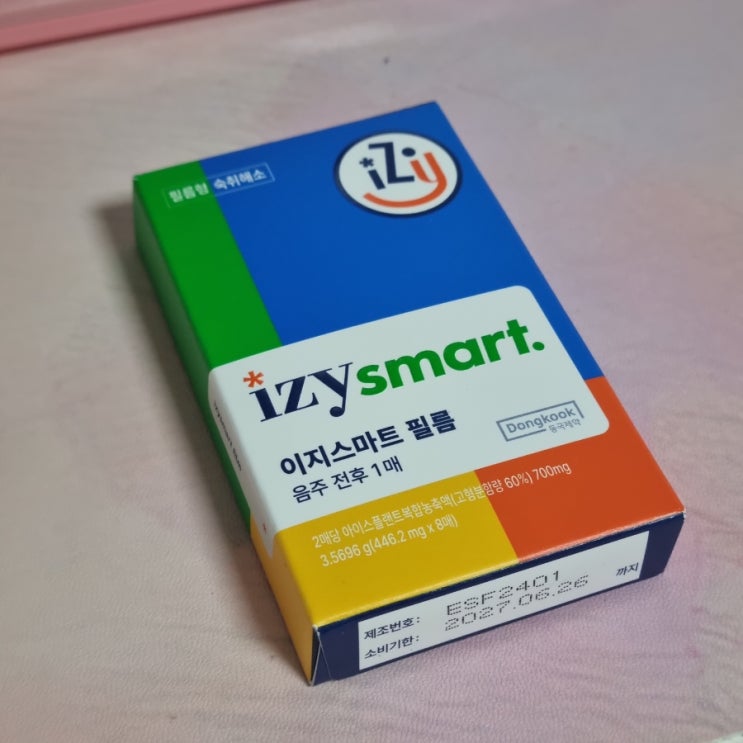 필름형 숙취해소
*izy
*izysmart.
이지스마트 필름
음주 전후 1매
Dongkook
동국제약
2매당 아이스플랜트복합농축액(고형분함량 60%) 700mg
3.5696 g(446.2 mg x 8매)
제조번호: ESF2401
소비기한: 2027.06.26 까지